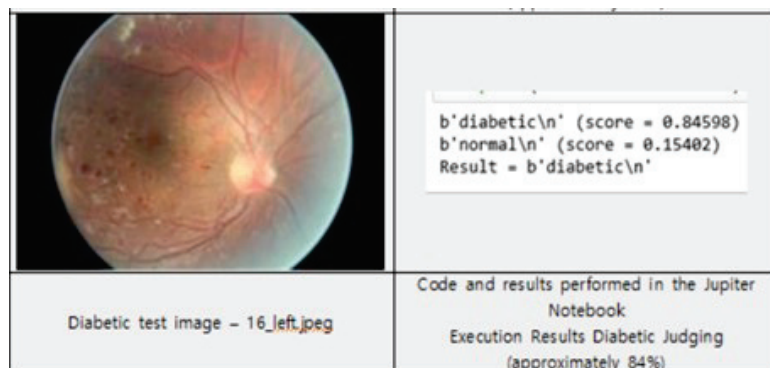 b'diabetic\n' (score = 0.84598)
b'normal\n' (score = 0.15402)
Result = b'diabetic\n'
Diabetic test image – 16_left.jpeg
Code and results performed in the Jupiter
Notebook
Execution Results Diabetic Judging
(approximately 84%)